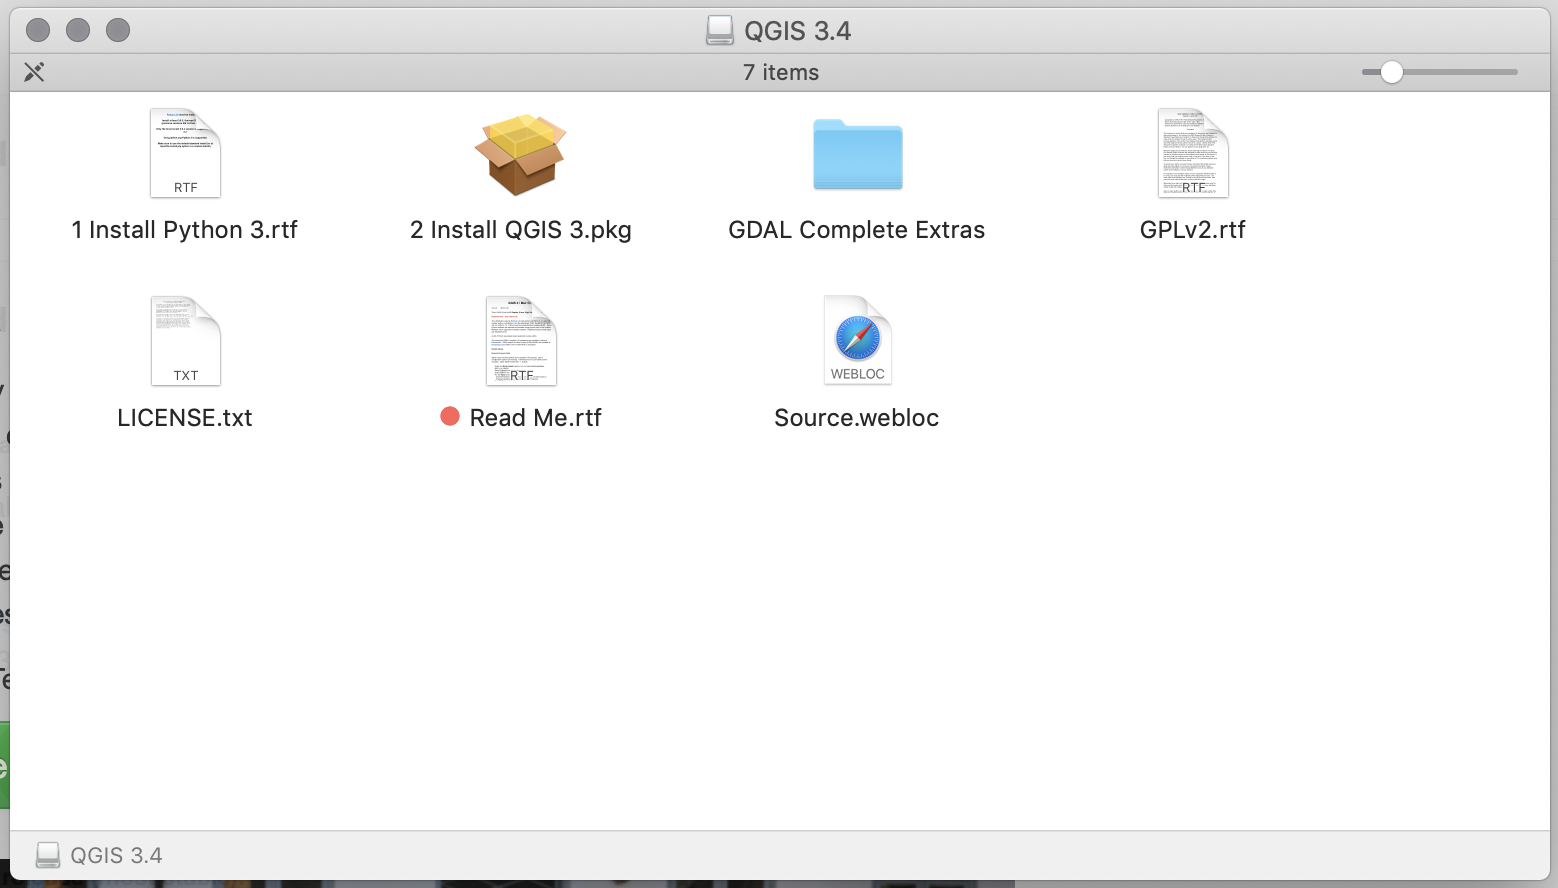 QGIS 3.4
7 items
RTF
1 Install Python 3.rtf
2 Install QGIS 3.pkg
GDAL Complete Extras
RTF
GPLv2.rtf
TXT
LICENSE.txt
RTF
Read Me.rtf
WEBLOC
Source.webloc
QGIS 3.4